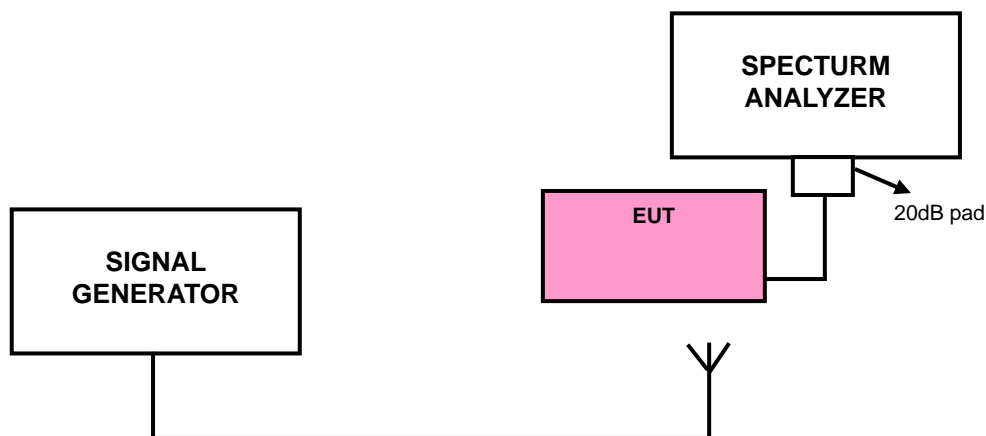 SPECTURM
ANALYZER
EUT
20dB pad
SIGNAL
GENERATOR